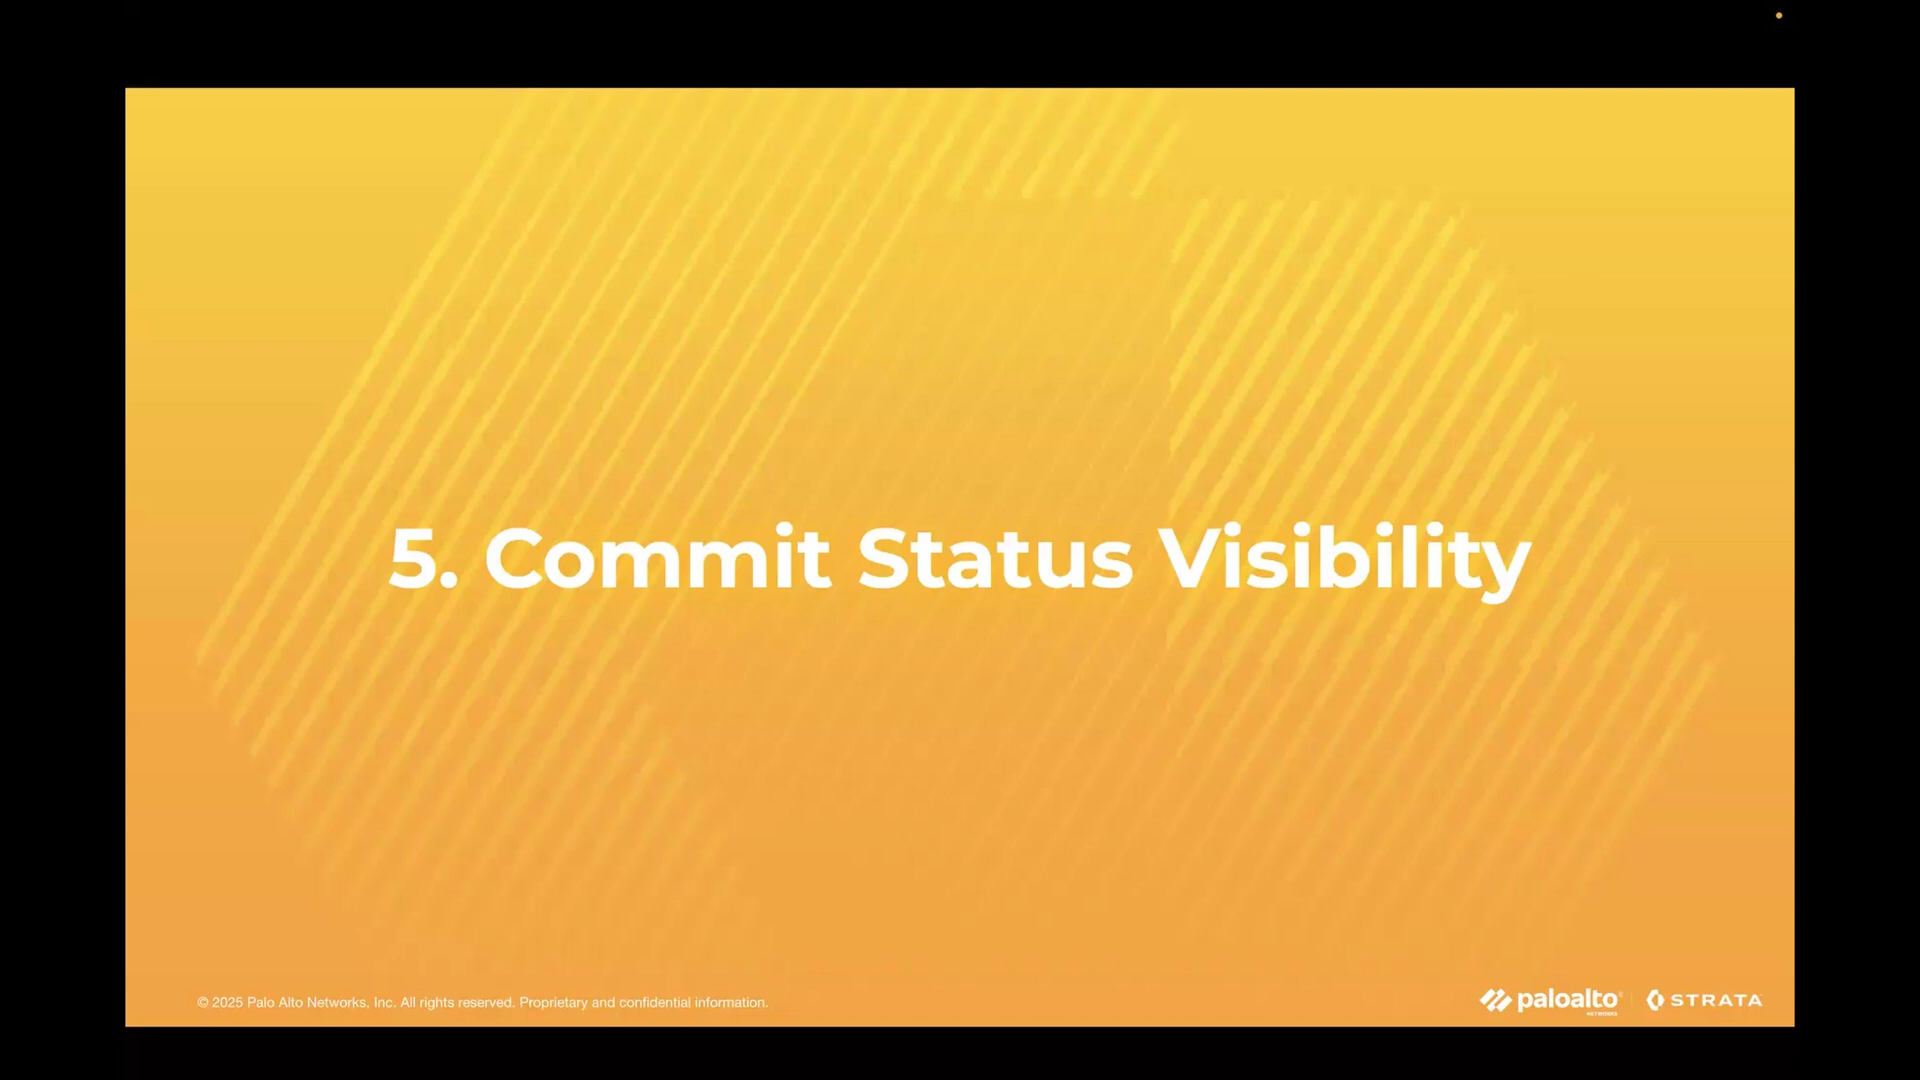 5. Commit Status Visibility
© 2025 Palo Alto Networks, Inc. All rights reserved. Proprietary and confidential information.
paloalto
NETWORKS
STRATA